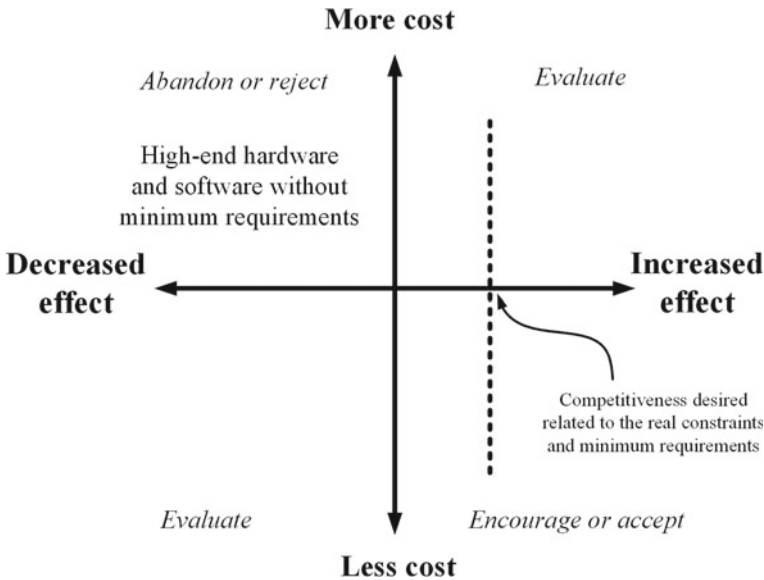 More cost
Abandon or reject
Evaluate
High-end hardware
and software without
minimum requirements
Decreased
effect
Increased
effect
Competitiveness desired
related to the real constraints
and minimum requirements
Evaluate
Encourage or accept
Less cost